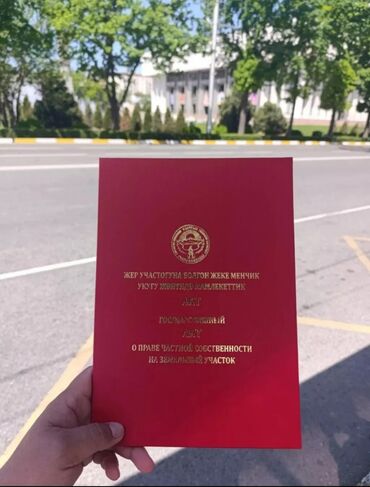 ЖЕР УЧАСТОГУНА БОЛГОН ЖЕКЕ МЕНЧИК
УКУГУ ЖӨНҮНДӨ МАМЛЕКЕТТИК
АКТ
ГОСУДАРСТВЕННЫЙ
АКТ
О ПРАВЕ ЧАСТНОЙ СОБСТВЕННОСТИ
НА ЗЕМЕЛЬНЫЙ УЧАСТОК